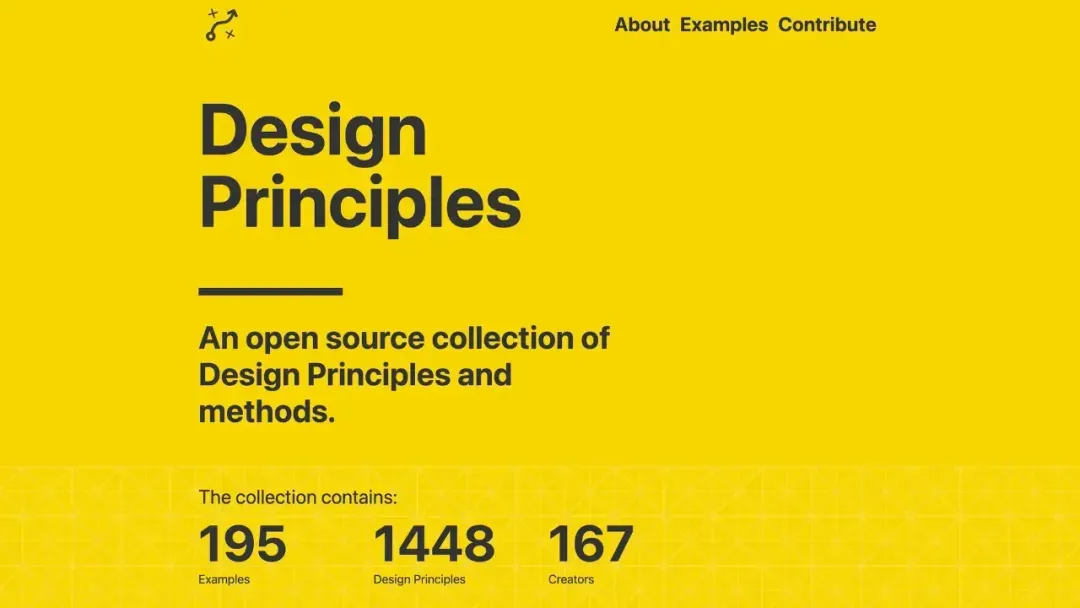 About Examples Contribute
Design
Principles
An open source collection of
Design Principles and
methods.
The collection contains:
195 1448 167
Examples Design Principles Creators